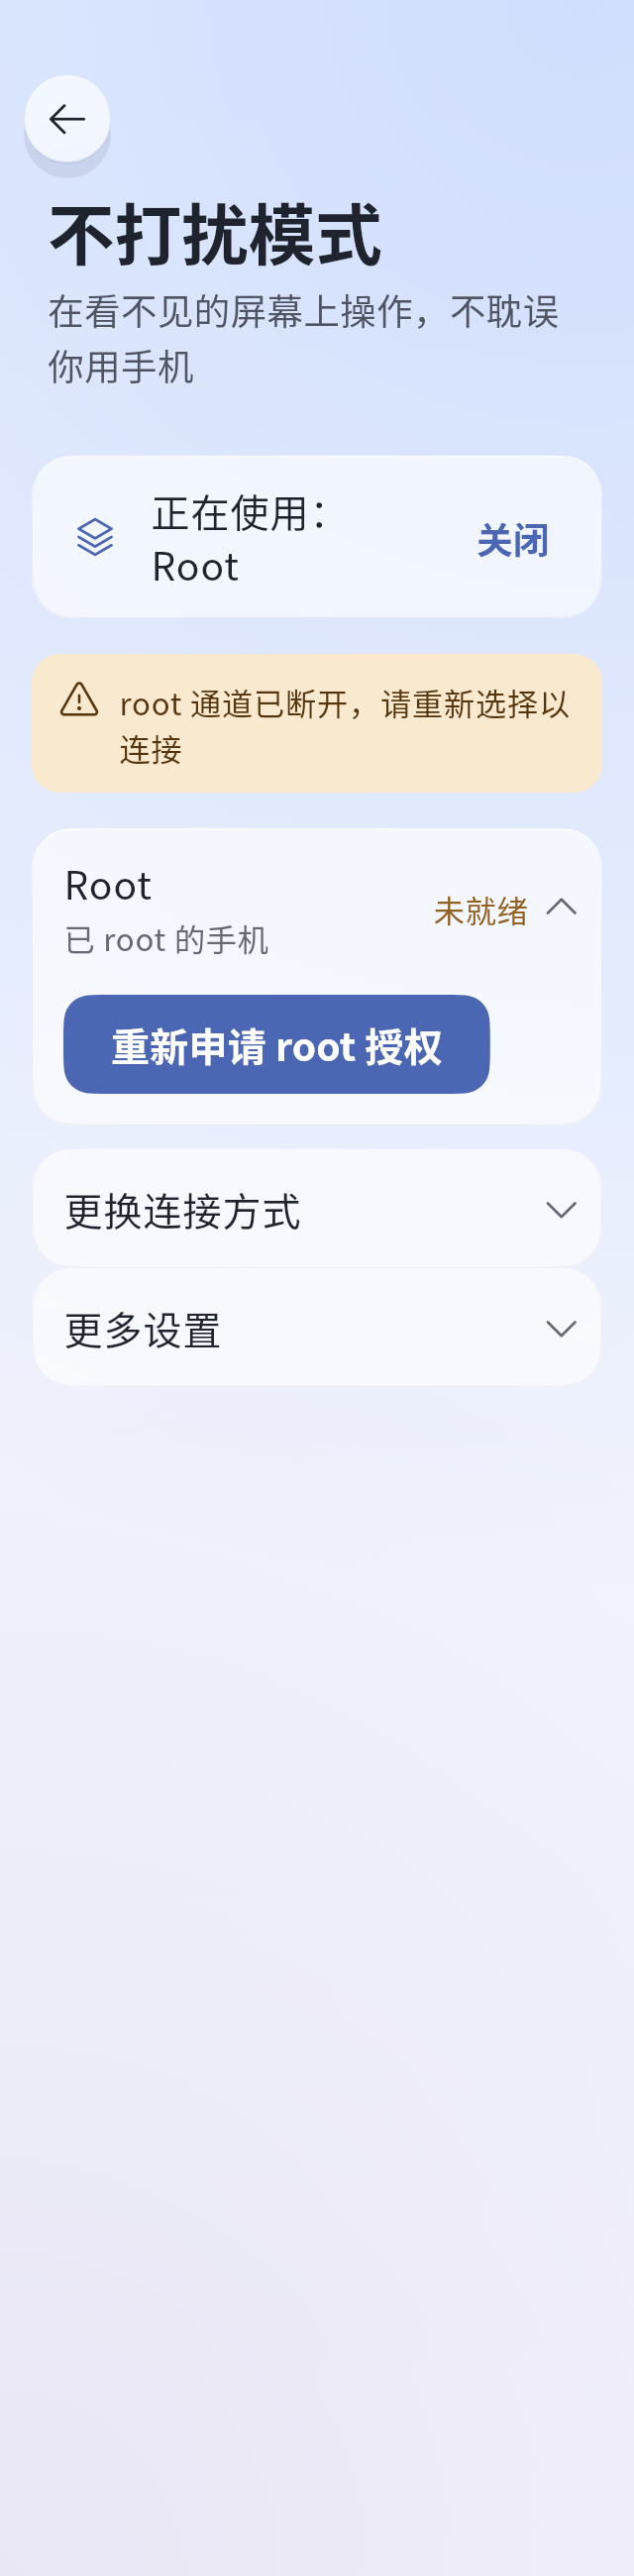 不打扰模式
在看不见的屏幕上操作，不耽误
你用手机
正在使用：
Root
关闭
root 通道已断开，请重新选择以
连接
Root
已 root 的手机
未就绪
重新申请 root 授权
更换连接方式
更多设置